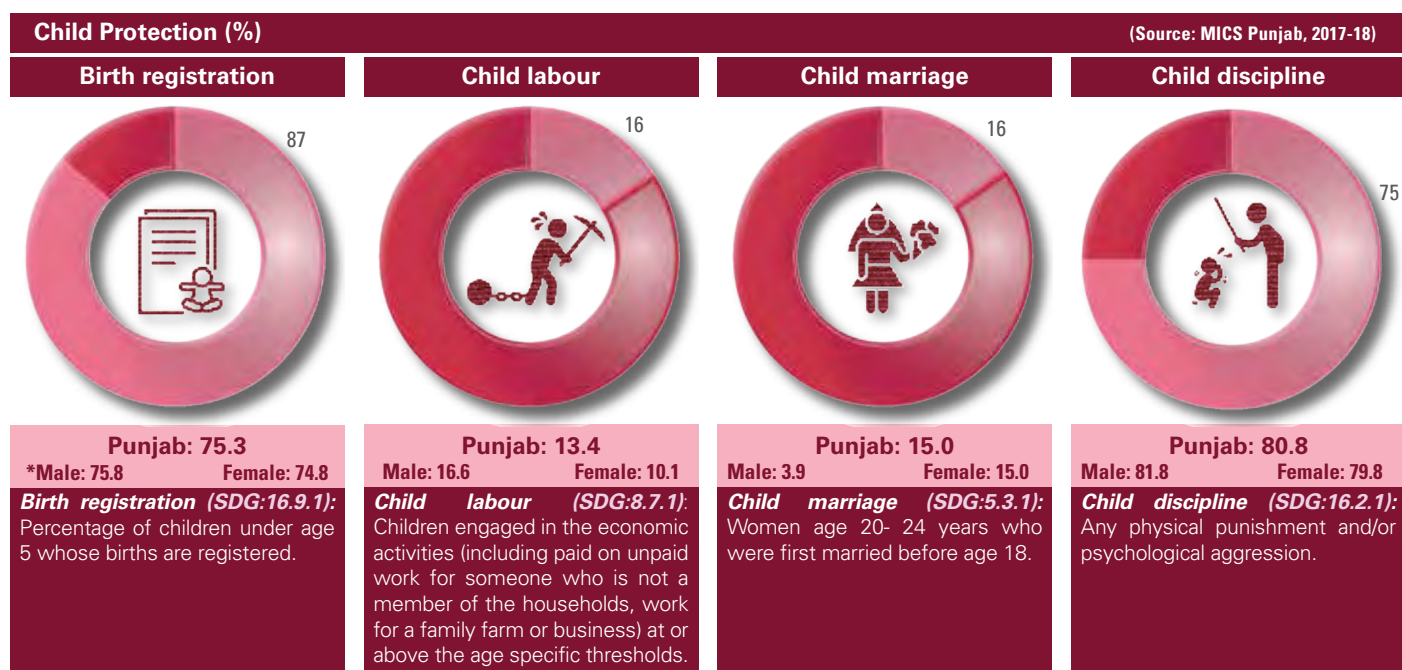 Child Protection (%)
(Source: MICS Punjab, 2017-18)
Birth registration
87
Punjab: 75.3
*Male: 75.8 Female: 74.8
Birth registration (SDG:16.9.1):
Percentage of children under age
5 whose births are registered.
Child labour
16
Punjab: 13.4
Male: 16.6 Female: 10.1
Child labour (SDG:8.7.1):
Children engaged in the economic
activities (including paid on unpaid
work for someone who is not a
member of the households, work
for a family farm or business) at or
above the age specific thresholds.
Child marriage
16
Punjab: 15.0
Male: 3.9 Female: 15.0
Child marriage (SDG:5.3.1):
Women age 20- 24 years who
were first married before age 18.
Child discipline
75
Punjab: 80.8
Male: 81.8 Female: 79.8
Child discipline (SDG:16.2.1):
Any physical punishment and/or
psychological aggression.